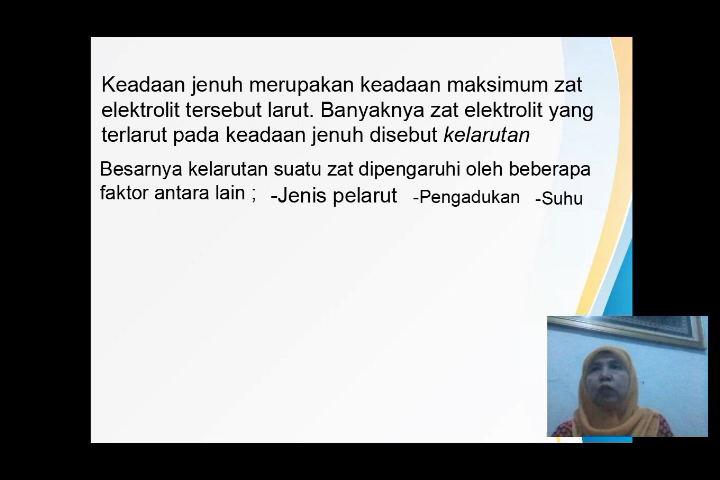 Keadaan jenuh merupakan keadaan maksimum zat
elektrolit tersebut larut. Banyaknya zat elektrolit yang
terlarut pada keadaan jenuh disebut kelarutan
Besarnya kelarutan suatu zat dipengaruhi oleh beberapa
faktor antara lain ; -Jenis pelarut -Pengadukan -Suhu